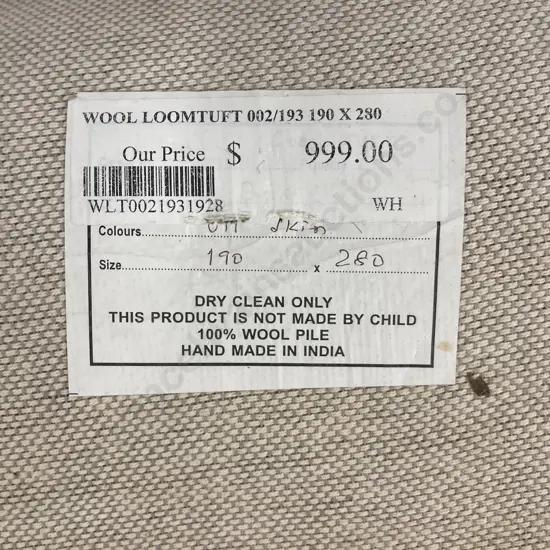 WOOL LOOMTUFT 002/193 190 X 280
Our Price $ 999.00
WLT0021931928 WH
Colours..........
Size.......190.......x...280.......
DRY CLEAN ONLY
THIS PRODUCT IS NOT MADE BY CHILD
100% WOOL PILE
HAND MADE IN INDIA